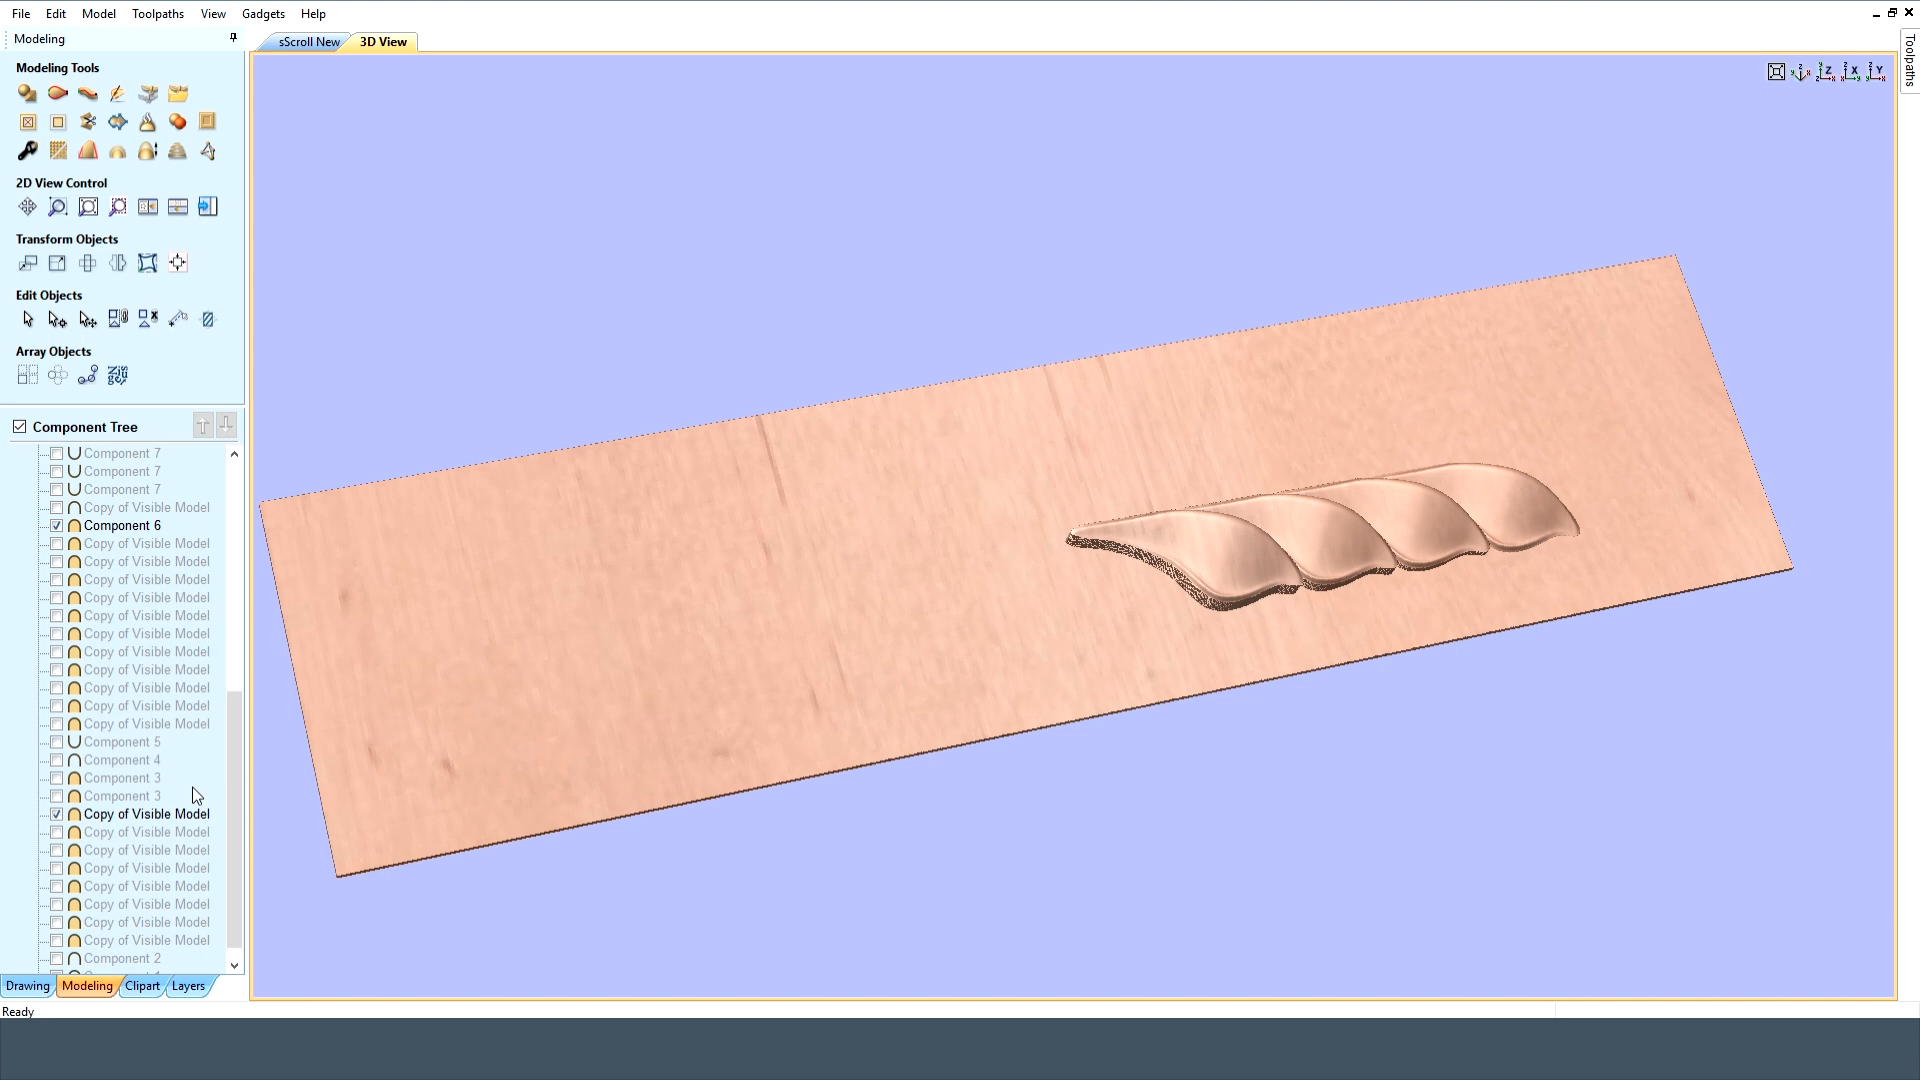 File Edit Model Toolpaths View Gadgets Help
Modeling
sScroll New
3D View
Toolpaths
Modeling Tools
2D View Control
Transform Objects
Edit Objects
Array Objects
Component Tree
Component 7
Component 7
Component 7
Copy of Visible Model
Component 6
Copy of Visible Model
Copy of Visible Model
Copy of Visible Model
Copy of Visible Model
Copy of Visible Model
Copy of Visible Model
Copy of Visible Model
Copy of Visible Model
Copy of Visible Model
Copy of Visible Model
Copy of Visible Model
Component 5
Component 4
Component 3
Component 3
Copy of Visible Model
Copy of Visible Model
Copy of Visible Model
Copy of Visible Model
Copy of Visible Model
Copy of Visible Model
Copy of Visible Model
Copy of Visible Model
Component 2
Drawing Modeling Clipart Layers
Ready